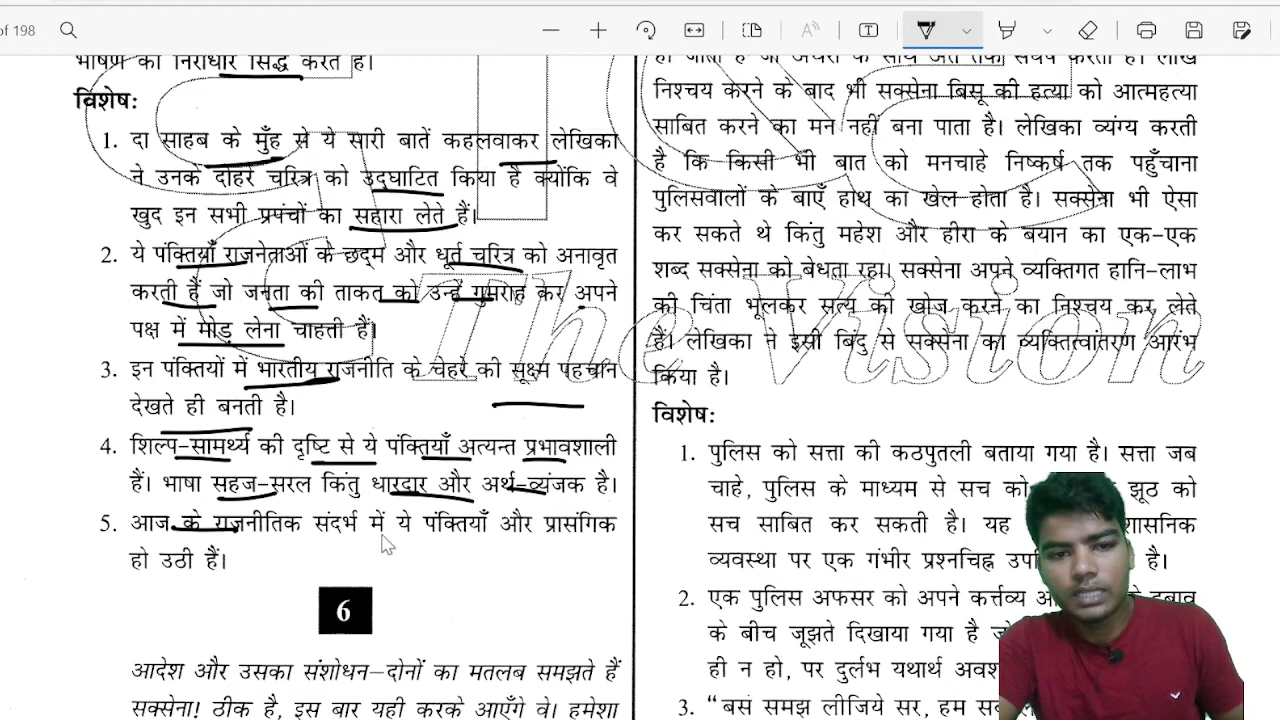 of 198
भाषण को निराधार सिद्ध करते हैं।
विशेषः
1. दा साहब के मुँह से ये सारी बातें कहलवाकर लेखिका
ने उनके दोहरे चरित्र को उद्घाटित किया है क्योंकि वे
खुद इन सभी प्रपंचों का सहारा लेते हैं।
2. ये पंक्तियाँ राजनेताओं के छद्म और धूर्त चरित्र को अनावृत
करती हैं जो जनता की ताकत को उन्हें गुमराह कर अपने
पक्ष में मोड़ लेना चाहती हैं।
3. इन पंक्तियों में भारतीय राजनीति के चेहरे की सूक्ष्म पहचान
देखते ही बनती है।
4. शिल्प-सामर्थ्य की दृष्टि से ये पंक्तियाँ अत्यन्त प्रभावशाली
हैं। भाषा सहज-सरल किंतु धारदार और अर्थ-व्यंजक है।
5. आज के राजनीतिक संदर्भ में ये पंक्तियाँ और प्रासंगिक
हो उठी हैं।
6
आदेश और उसका संशोधन–दोनों का मतलब समझते हैं
सक्सेना! ठीक है, इस बार यही करके आएँगे वे। हमेशा
निश्चय करने के बाद भी सक्सेना बिसू की हत्या को आत्महत्या
साबित करने का मन नहीं बना पाता है। लेखिका व्यंग्य करती
है कि किसी भी बात को मनचाहे निष्कर्ष तक पहुँचाना
पुलिसवालों के बाएँ हाथ का खेल होता है। सक्सेना भी ऐसा
कर सकते थे किंतु महेश और हीरा के बयान का एक-एक
शब्द सक्सेना को बेधता रहा। सक्सेना अपने व्यक्तिगत हानि-लाभ
की चिंता भूलकर सत्य की खोज करने का निश्चय कर लेते
हैं। लेखिका ने इसी बिंदु से सक्सेना का व्यक्तित्वातरण आरंभ
किया है।
विशेषः
1. पुलिस को सत्ता की कठपुतली बताया गया है। सत्ता जब
चाहे, पुलिस के माध्यम से सच को झूठ को
सच साबित कर सकती है। यह
व्यवस्था पर एक गंभीर प्रश्नचिह्न है।
2. एक पुलिस अफसर को अपने कर्त्तव्य
के बीच जूझते दिखाया गया है
ही न हो, पर दुर्लभ यथार्थ
3. “बस समझ लीजिये सर, हम
The Vision